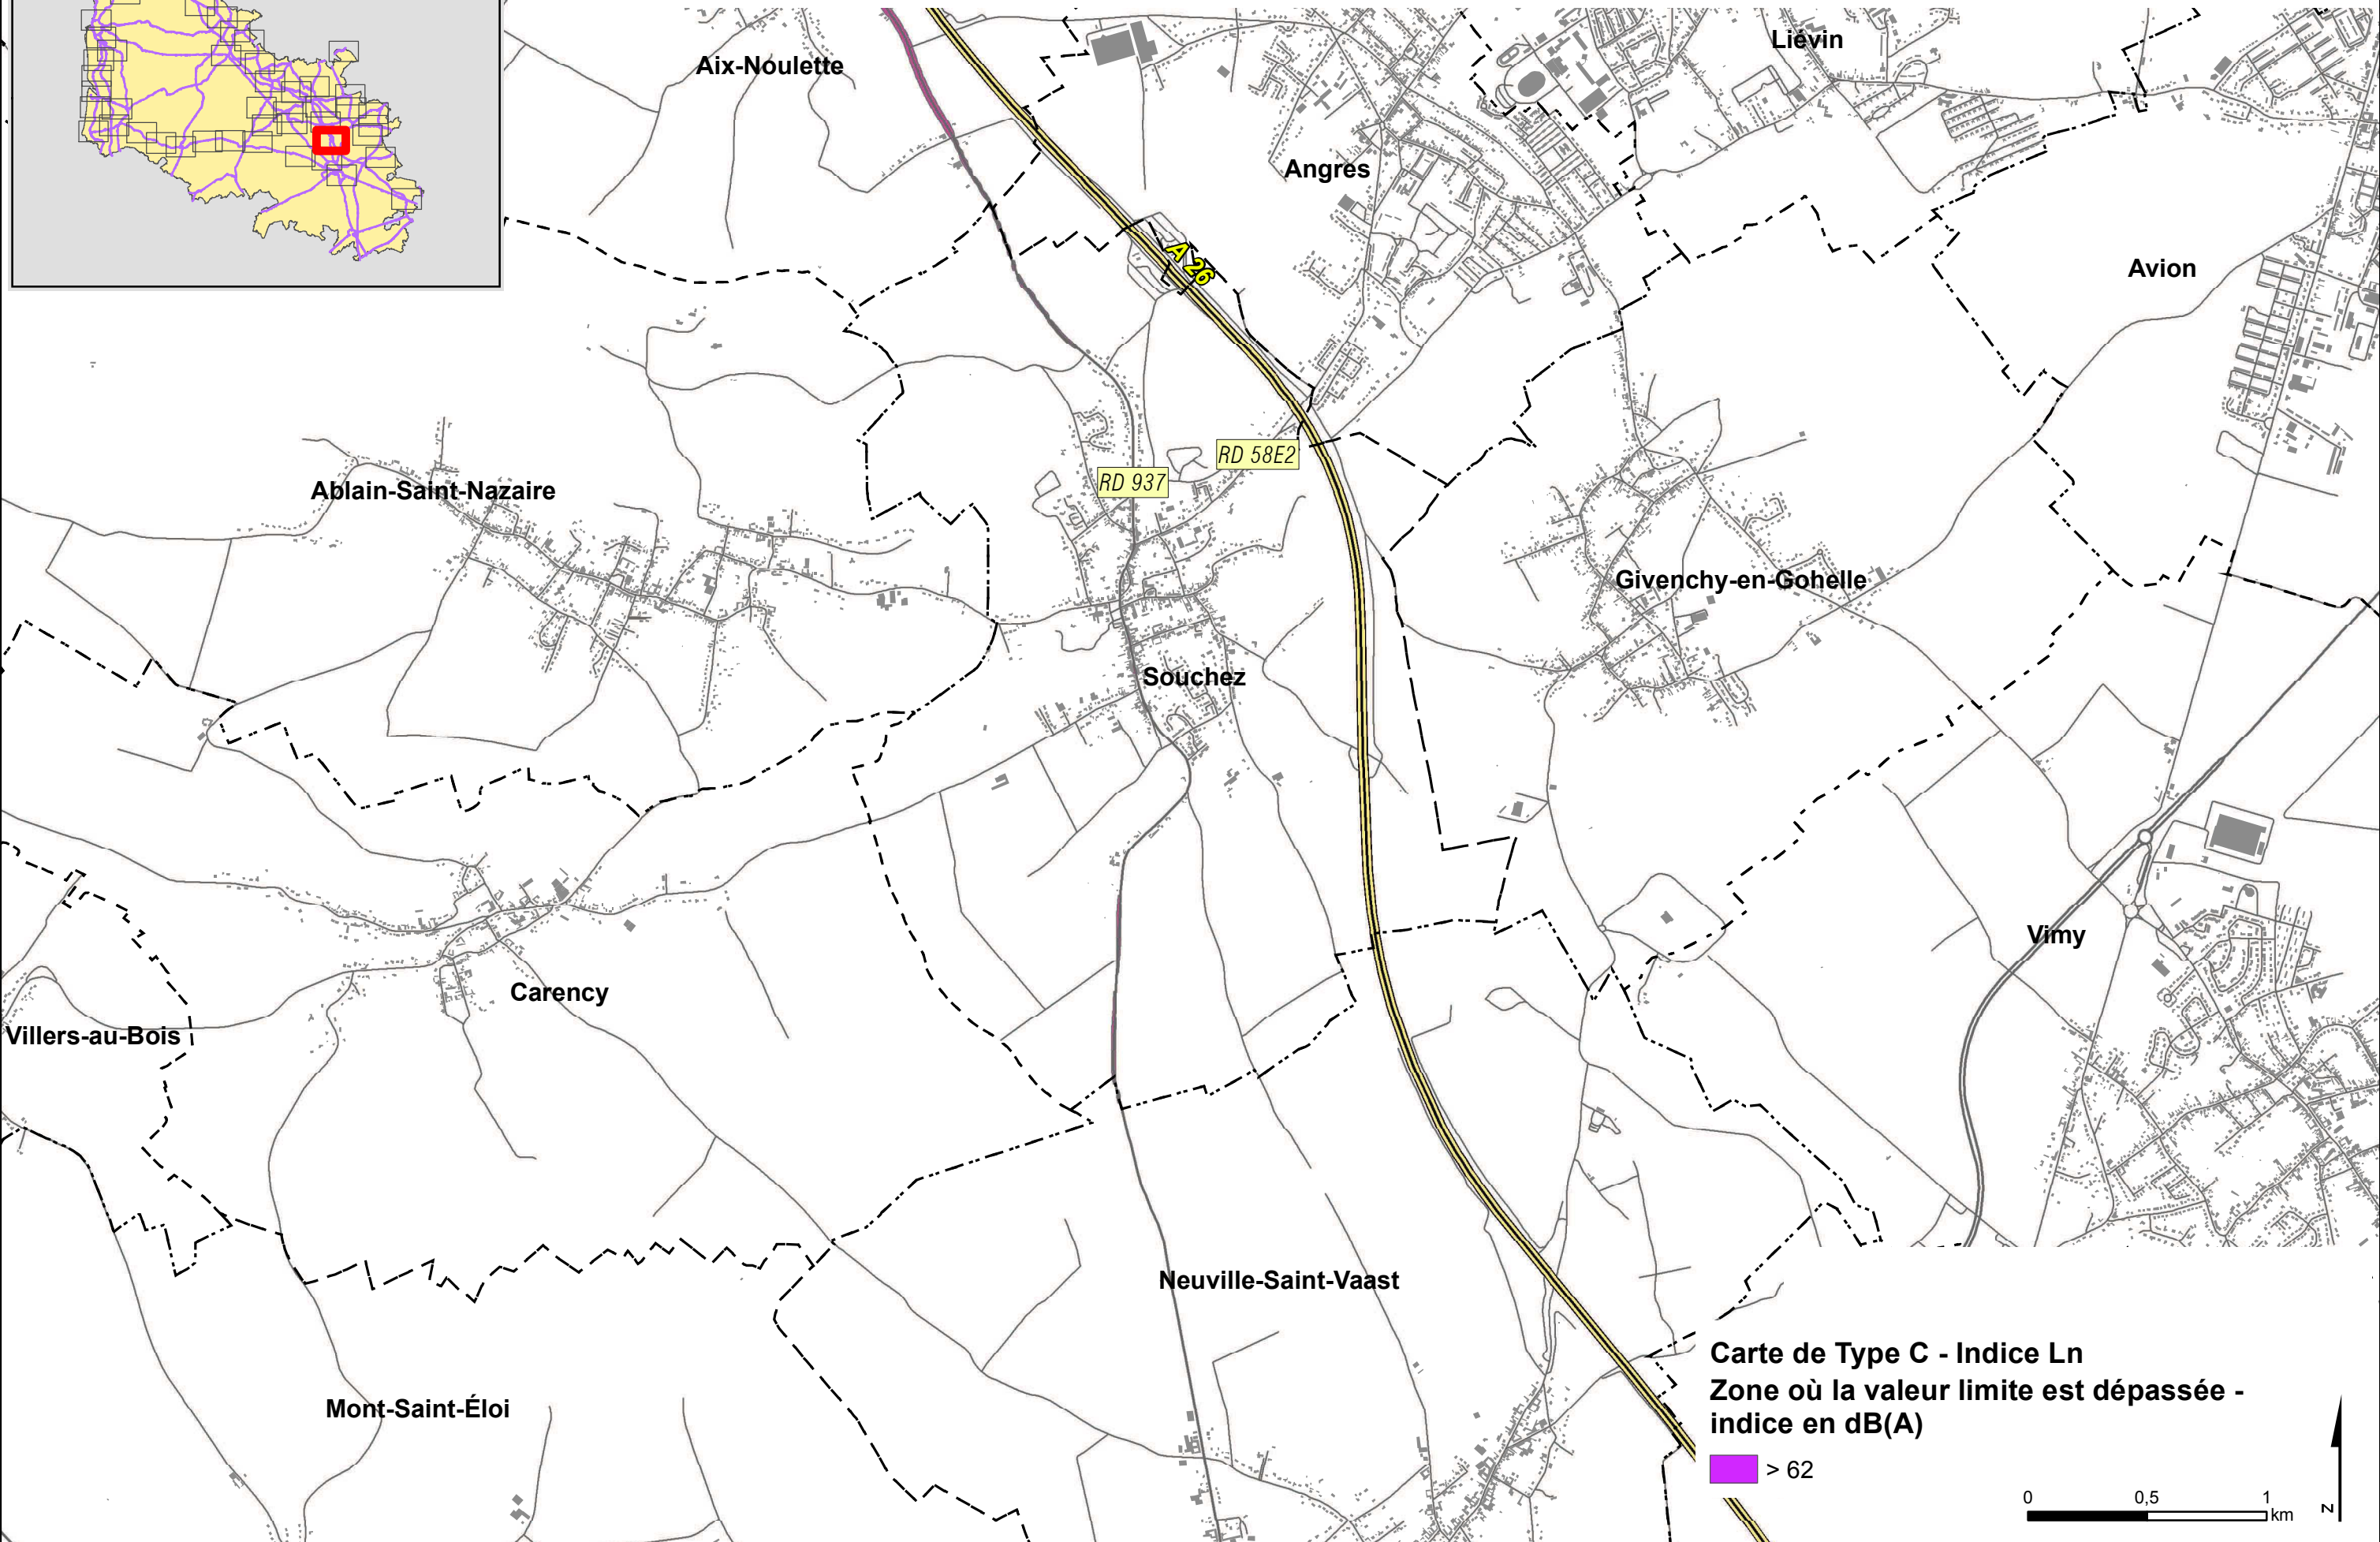 Liévin
Aix-Noulette
Angres
A 26
Avion
RD 58E2
RD 937
Ablain-Saint-Nazaire
Givenchy-en-Gohelle
Souchez
Vimy
Carency
Villers-au-Bois
Neuville-Saint-Vaast
Mont-Saint-Éloi
Carte de Type C - Indice Ln
Zone où la valeur limite est dépassée -
indice en dB(A)
> 62
0 0,5 1
km
N